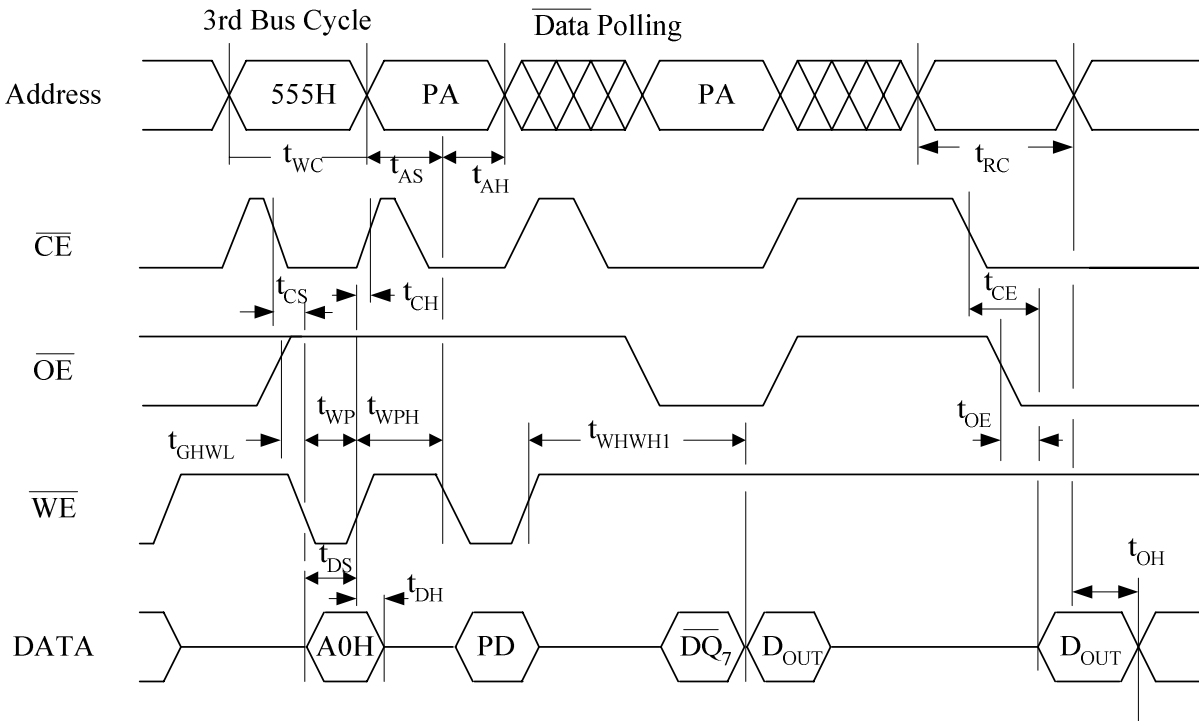 3rd Bus Cycle
Data Polling
Address
555H
PA
PA
tWC
tAS
tAH
tRC
CE
tCS
tCH
tCE
OE
tGHWL
tWP
tWPH
tWHWH1
tOE
WE
tDS
tDH
tOH
DATA
A0H
PD
DQ7
DOUT
DOUT